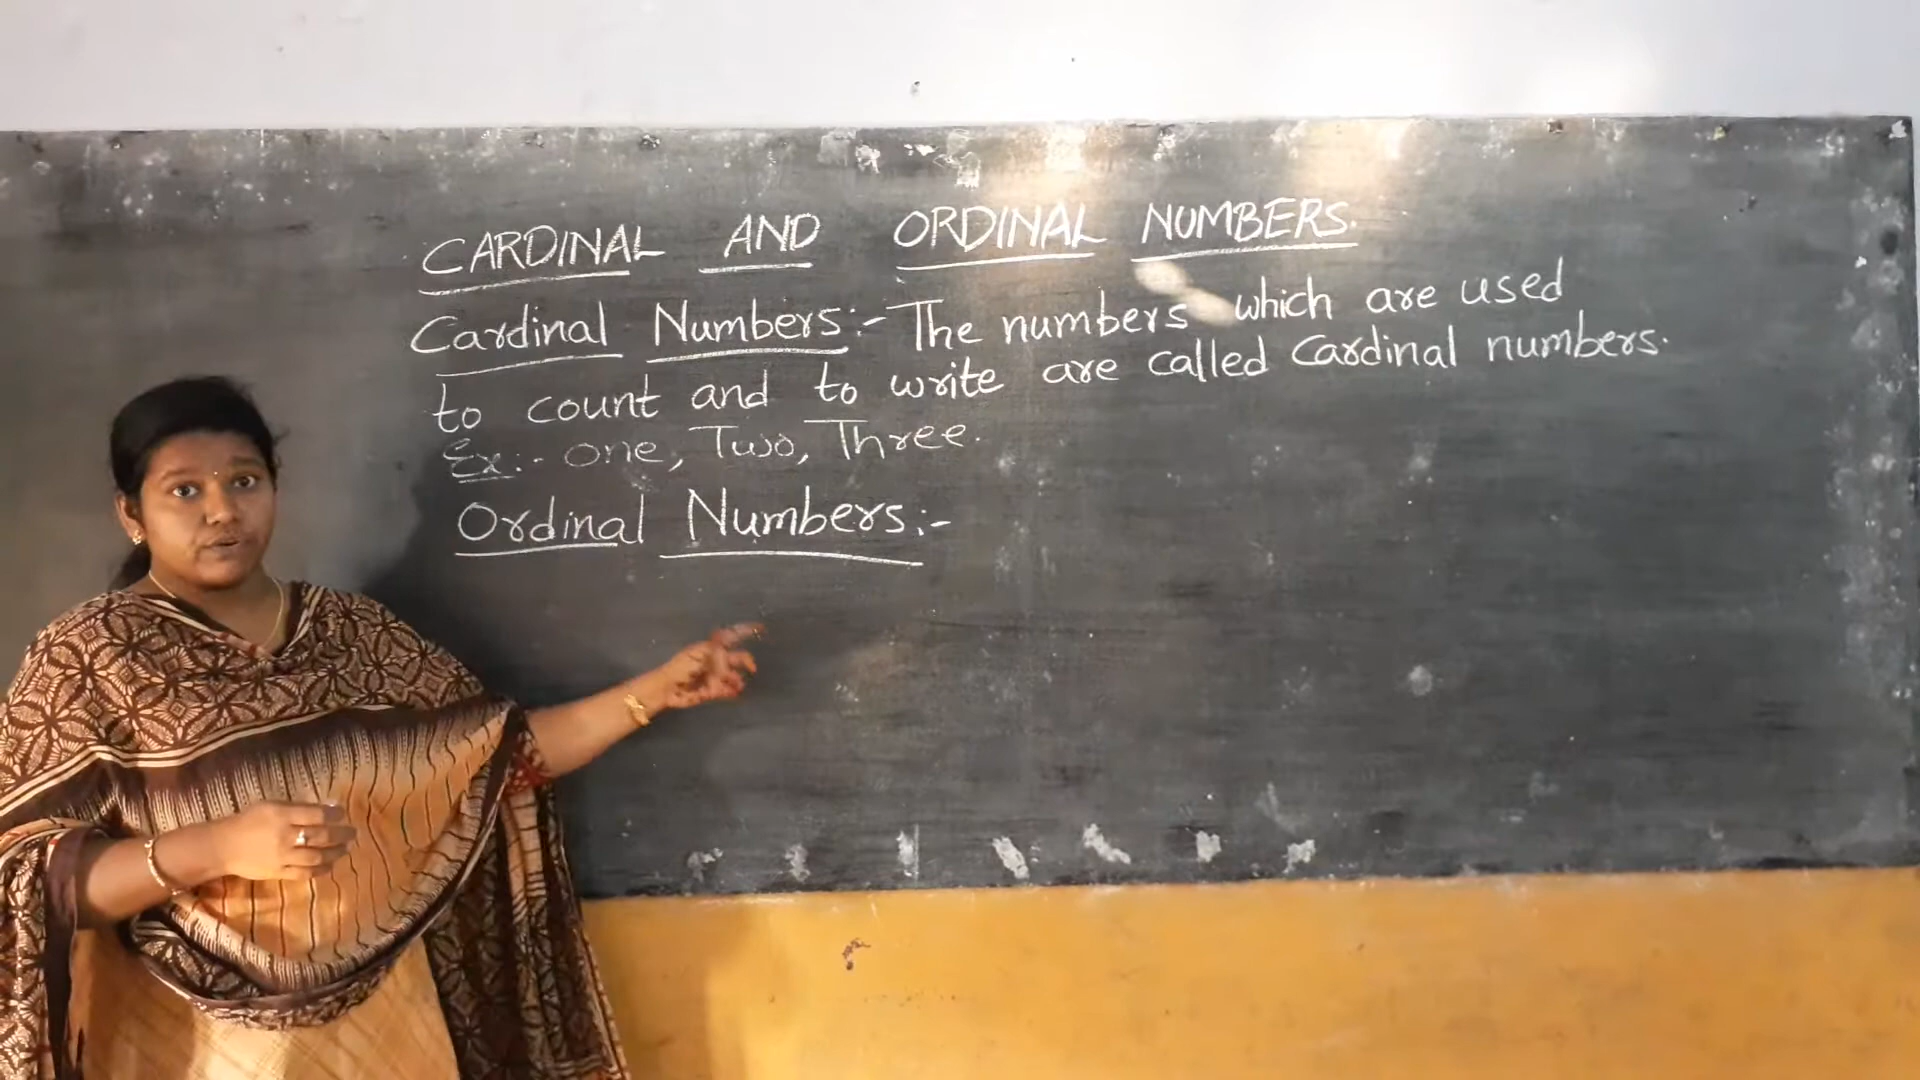 CARDINAL AND ORDINAL NUMBERS.
Cardinal Numbers:- The numbers which are used
to count and to write are called Cardinal numbers.
Ex:- One, Two, Three.
Ordinal Numbers:-